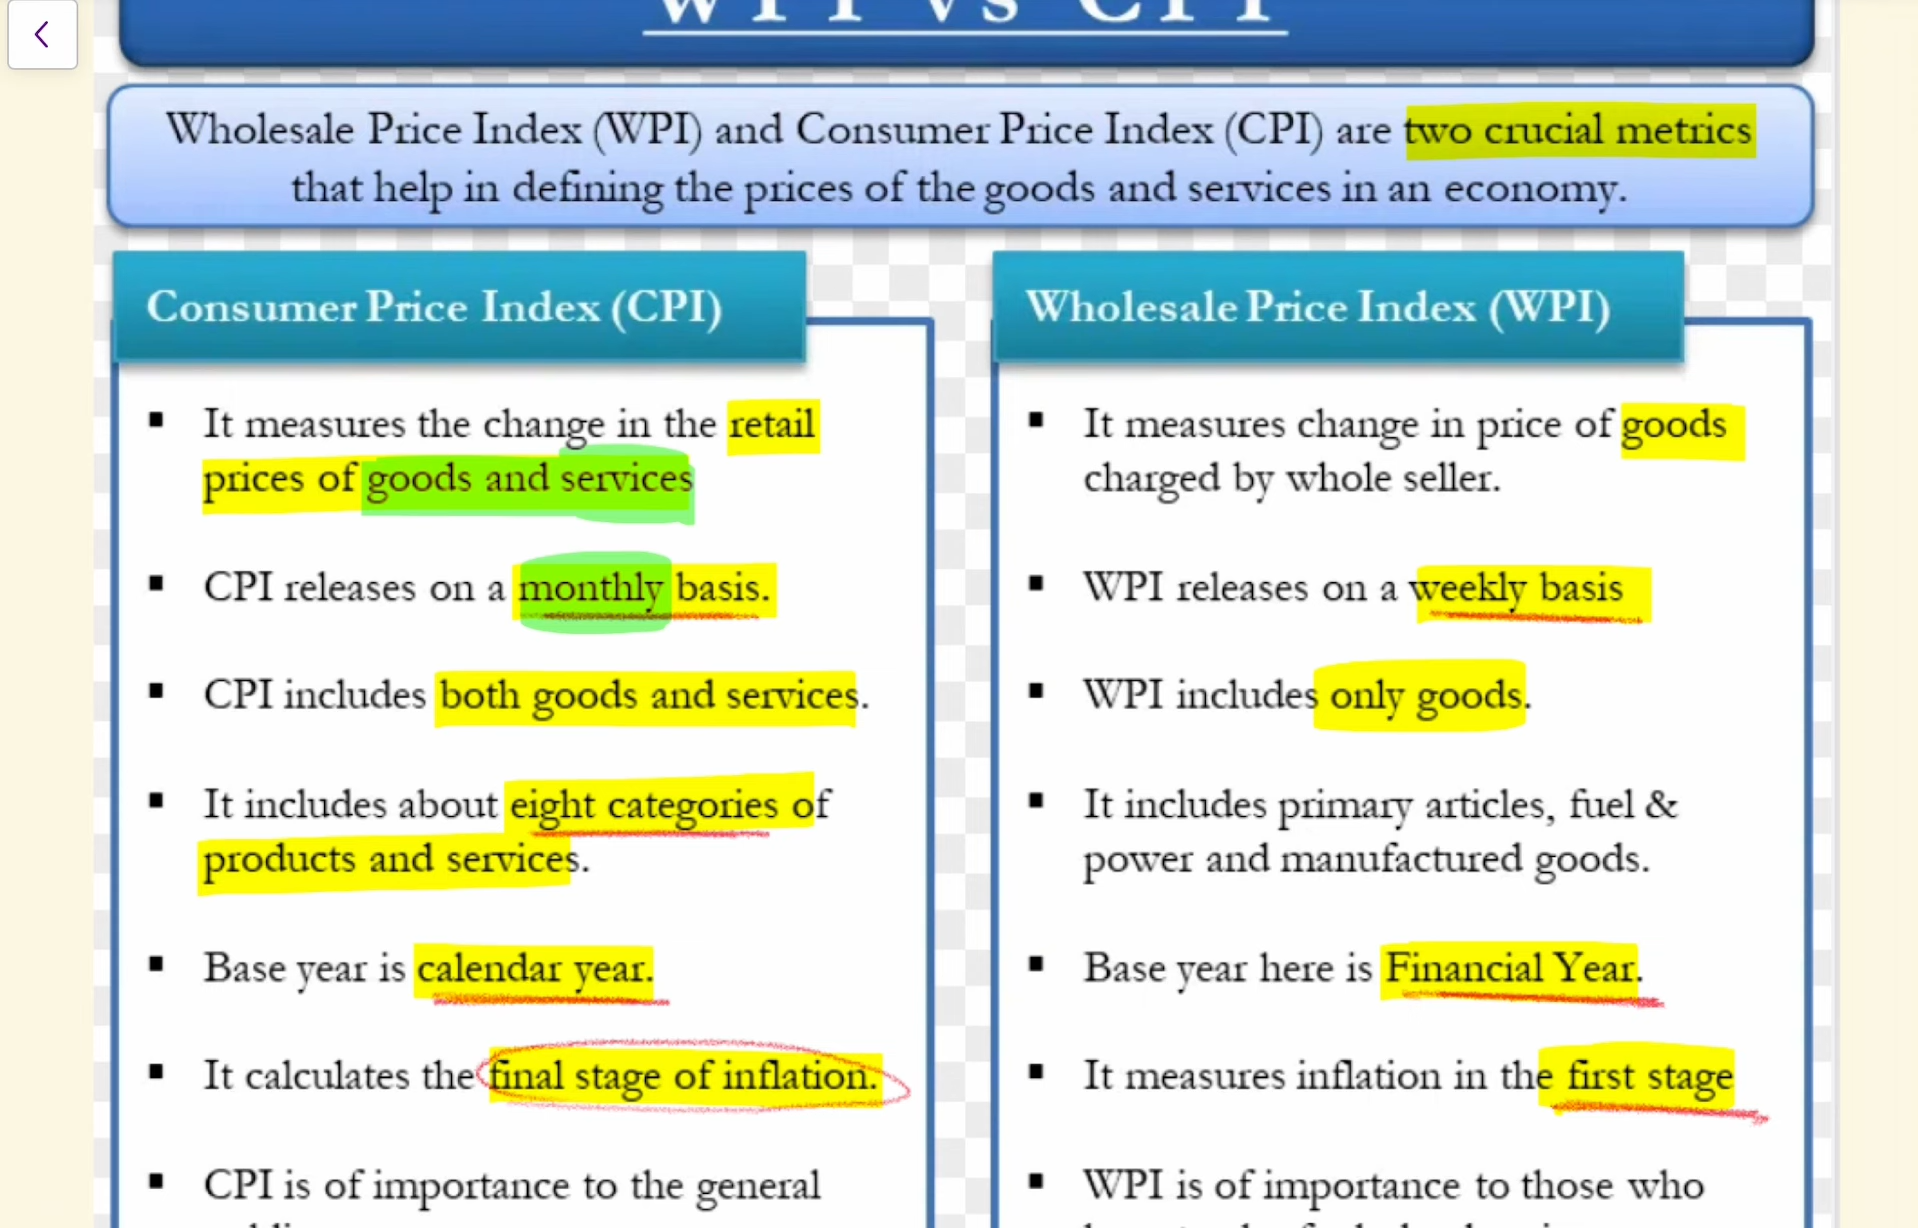 WPI vs CPI
Wholesale Price Index (WPI) and Consumer Price Index (CPI) are two crucial metrics
that help in defining the prices of the goods and services in an economy.
Consumer Price Index (CPI)
▪ It measures the change in the retail
prices of goods and services
▪ CPI releases on a monthly basis.
▪ CPI includes both goods and services.
▪ It includes about eight categories of
products and services.
▪ Base year is calendar year.
▪ It calculates the final stage of inflation.
▪ CPI is of importance to the general
Wholesale Price Index (WPI)
▪ It measures change in price of goods
charged by whole seller.
▪ WPI releases on a weekly basis
▪ WPI includes only goods.
▪ It includes primary articles, fuel &
power and manufactured goods.
▪ Base year here is Financial Year.
▪ It measures inflation in the first stage
▪ WPI is of importance to those who